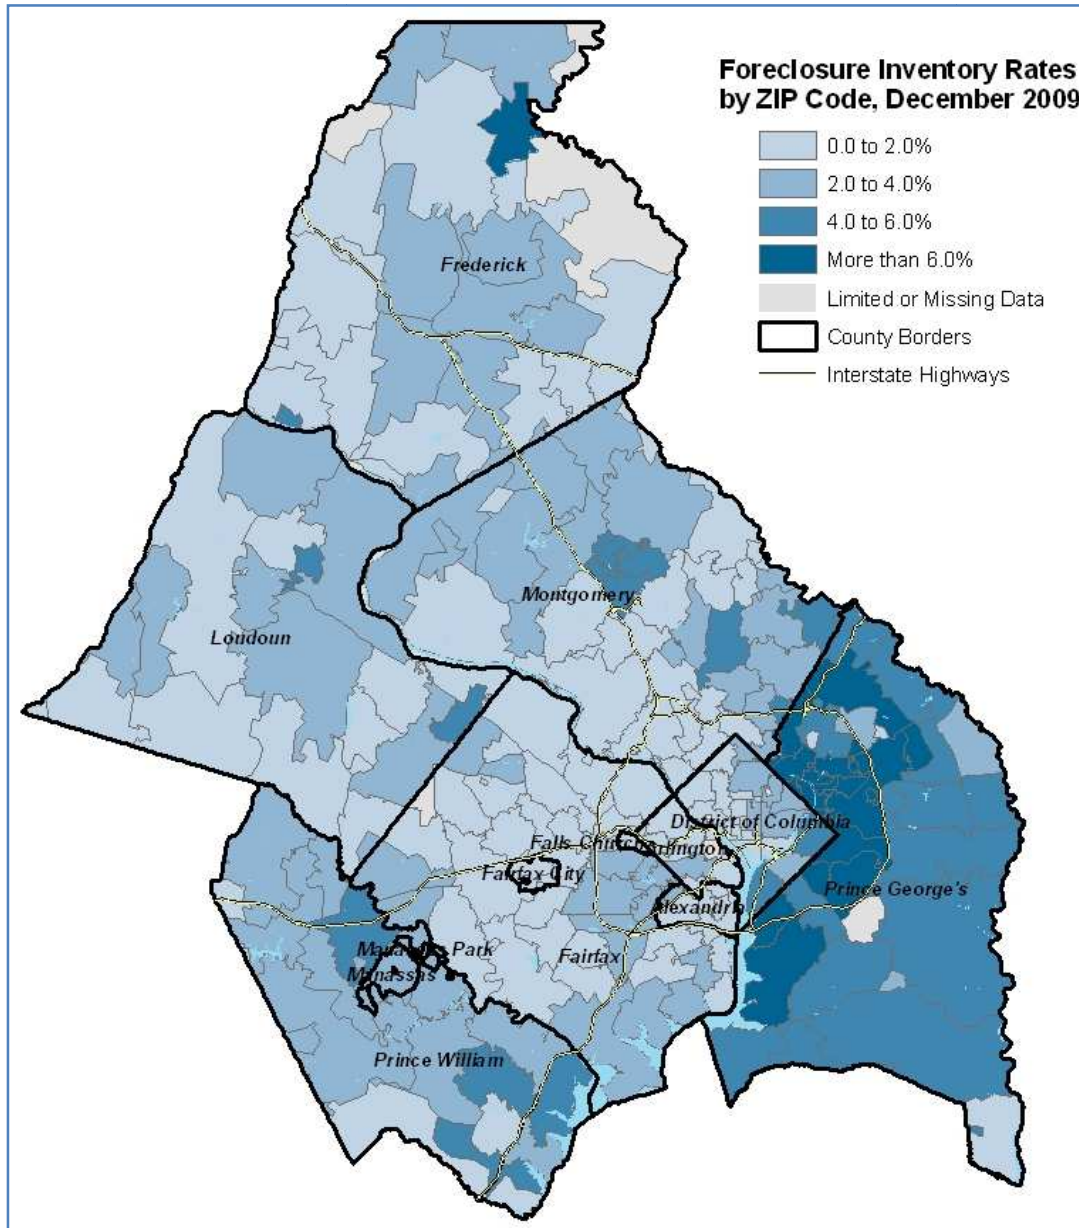 Foreclosure Inventory Rates
by ZIP Code, December 2009
0.0 to 2.0%
2.0 to 4.0%
4.0 to 6.0%
More than 6.0%
Limited or Missing Data
County Borders
Interstate Highways
Frederick
Montgomery
Loudoun
District of Columbia
Falls Church
Arlington
Fairfax City
Prince George's
Alexandria
Manassas Park
Fairfax
Manassas
Prince William